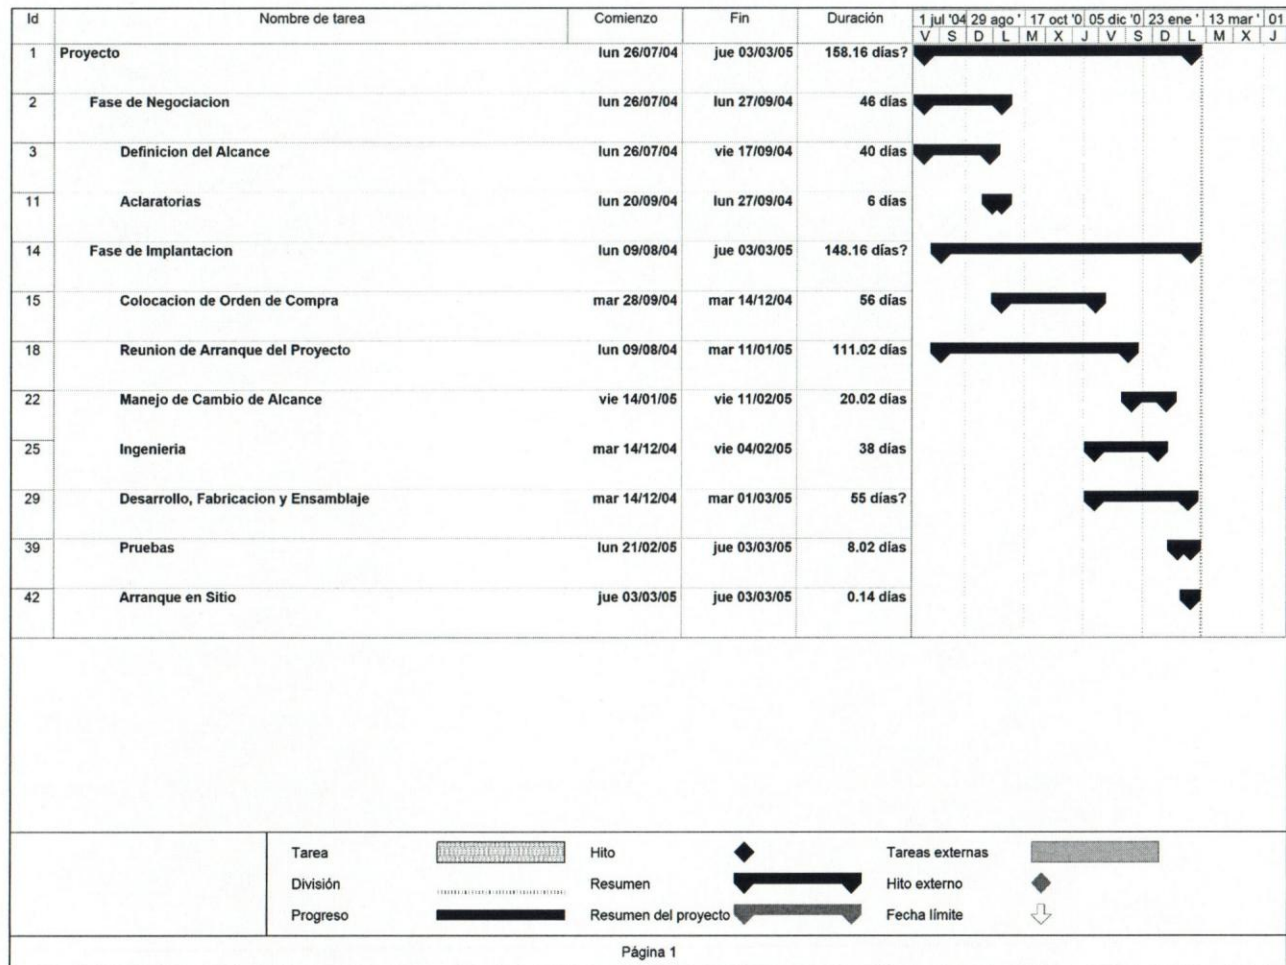 Id Nombre de tarea Comienzo Fin Duración 1 jul '04 29 ago ' 17 oct '0 05 dic '0 23 ene ' 13 mar ' 01
V S D L M X J V S D L M X J
1 Proyecto lun 26/07/04 jue 03/03/05 158.16 días?
2 Fase de Negociacion lun 26/07/04 lun 27/09/04 46 días
3 Definicion del Alcance lun 26/07/04 vie 17/09/04 40 días
11 Aclaratorias lun 20/09/04 lun 27/09/04 6 días
14 Fase de Implantacion lun 09/08/04 jue 03/03/05 148.16 días?
15 Colocacion de Orden de Compra mar 28/09/04 mar 14/12/04 56 días
18 Reunion de Arranque del Proyecto lun 09/08/04 mar 11/01/05 111.02 días
22 Manejo de Cambio de Alcance vie 14/01/05 vie 11/02/05 20.02 días
25 Ingenieria mar 14/12/04 vie 04/02/05 38 días
29 Desarrollo, Fabricacion y Ensamblaje mar 14/12/04 mar 01/03/05 55 días?
39 Pruebas lun 21/02/05 jue 03/03/05 8.02 días
42 Arranque en Sitio jue 03/03/05 jue 03/03/05 0.14 días
Tarea Hito Tareas externas
División Resumen Hito externo
Progreso Resumen del proyecto Fecha límite
Página 1